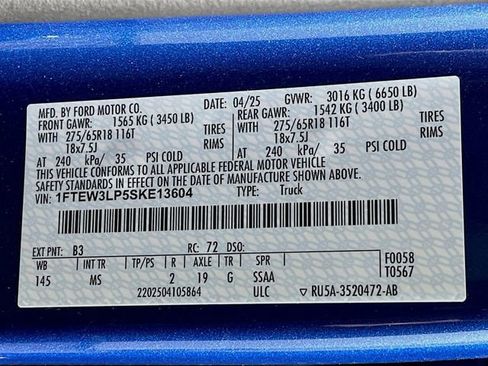 MFD. BY FORD MOTOR CO.
DATE: 04/25 GVWR: 3016 KG ( 6650 LB)
FRONT GAWR: 1565 KG ( 3450 LB)
REAR GAWR: 1542 KG ( 3400 LB)
WITH 275/65R18 116T TIRES
WITH 275/65R18 116T TIRES
18x7.5J RIMS
18x7.5J RIMS
AT 240 kPa/ 35 PSI COLD
AT 240 kPa/ 35 PSI COLD
THIS VEHICLE CONFORMS TO ALL APPLICABLE FEDERAL MOTOR VEHICLE
SAFETY STANDARDS IN EFFECT ON THE DATE OF MANUFACTURE SHOWN ABOVE.
VIN: 1FTEW3LP5SKE13604 TYPE: Truck
EXT PNT: B3 RC: 72 DSO:
WB INT TR TP/PS R AXLE TR SPR F0058
145 MS 2 19 G SSAA T0567
2202504105864 ULC ▽ RU5A-3520472-AB